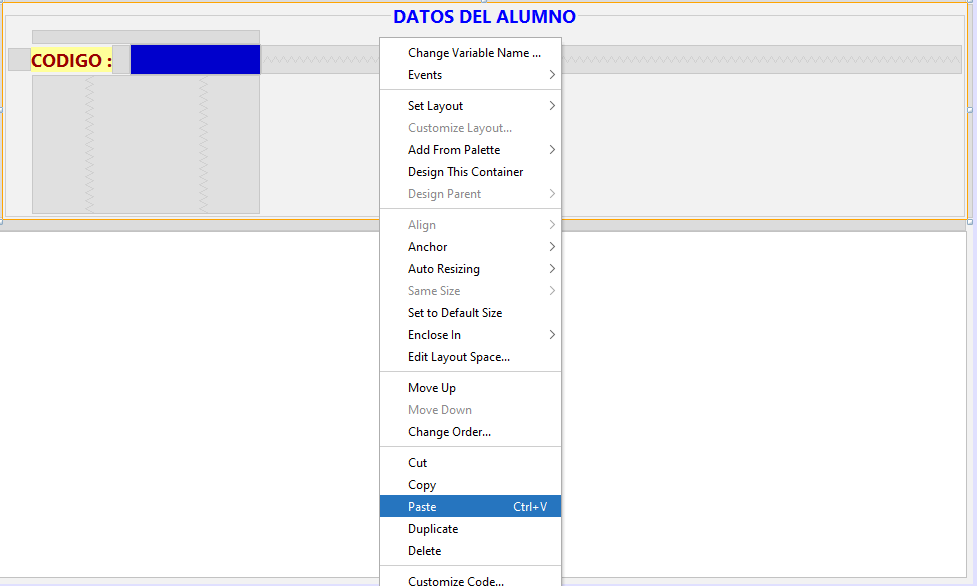 DATOS DEL ALUMNO
CODIGO :
Change Variable Name ...
Events
Set Layout
Customize Layout...
Add From Palette
Design This Container
Design Parent
Align
Anchor
Auto Resizing
Same Size
Set to Default Size
Enclose In
Edit Layout Space...
Move Up
Move Down
Change Order...
Cut
Copy
Paste Ctrl+V
Duplicate
Delete
Customize Code...